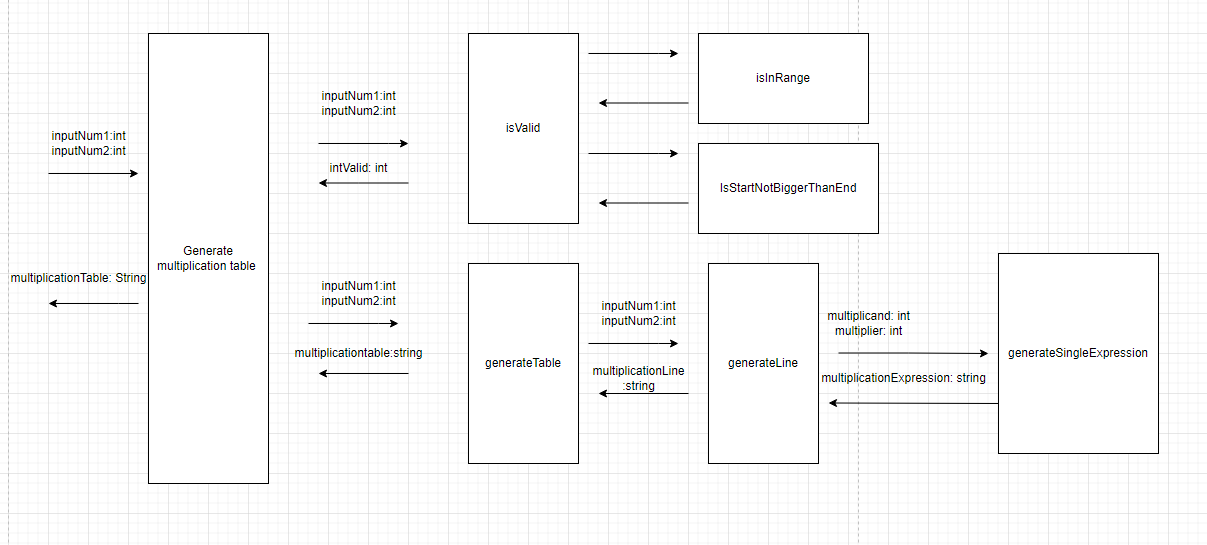 inputNum1:int
inputNum2:int
multiplicationTable: String
Generate
multiplication table
inputNum1:int
inputNum2:int
intValid: int
isValid
isInRange
IsStartNotBiggerThanEnd
inputNum1:int
inputNum2:int
multiplicationtable:string
generateTable
inputNum1:int
inputNum2:int
multiplicationLine
:string
generateLine
multiplicand: int
multiplier: int
multiplicationExpression: string
generateSingleExpression